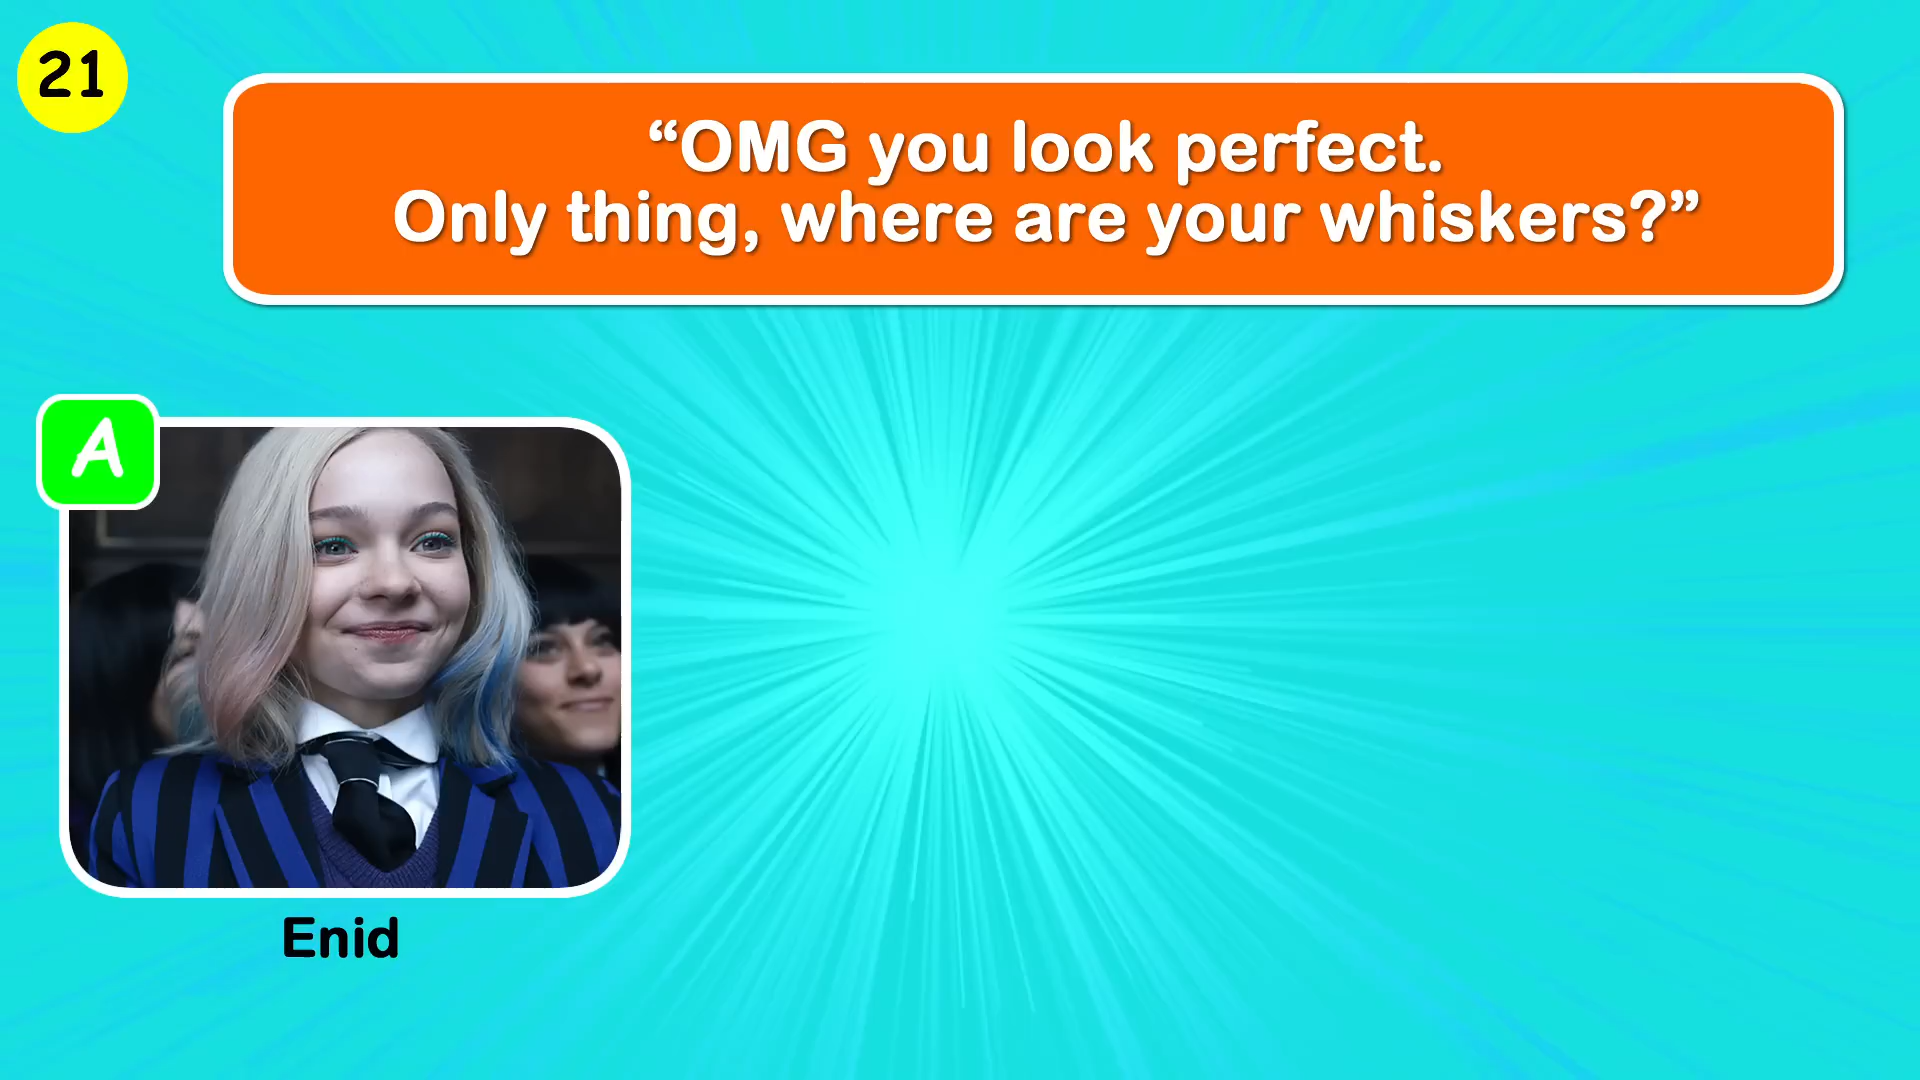 21
“OMG you look perfect.
Only thing, where are your whiskers?”
A
Enid